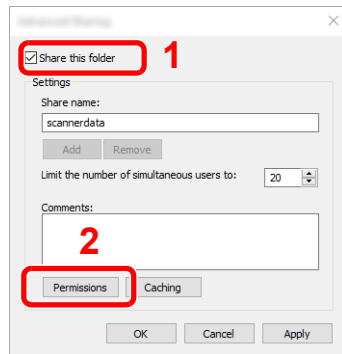 Share this folder
1
Settings
Share name:
scannerdata
Add Remove
Limit the number of simultaneous users to: 20
Comments:
2
Permissions Caching
OK Cancel Apply